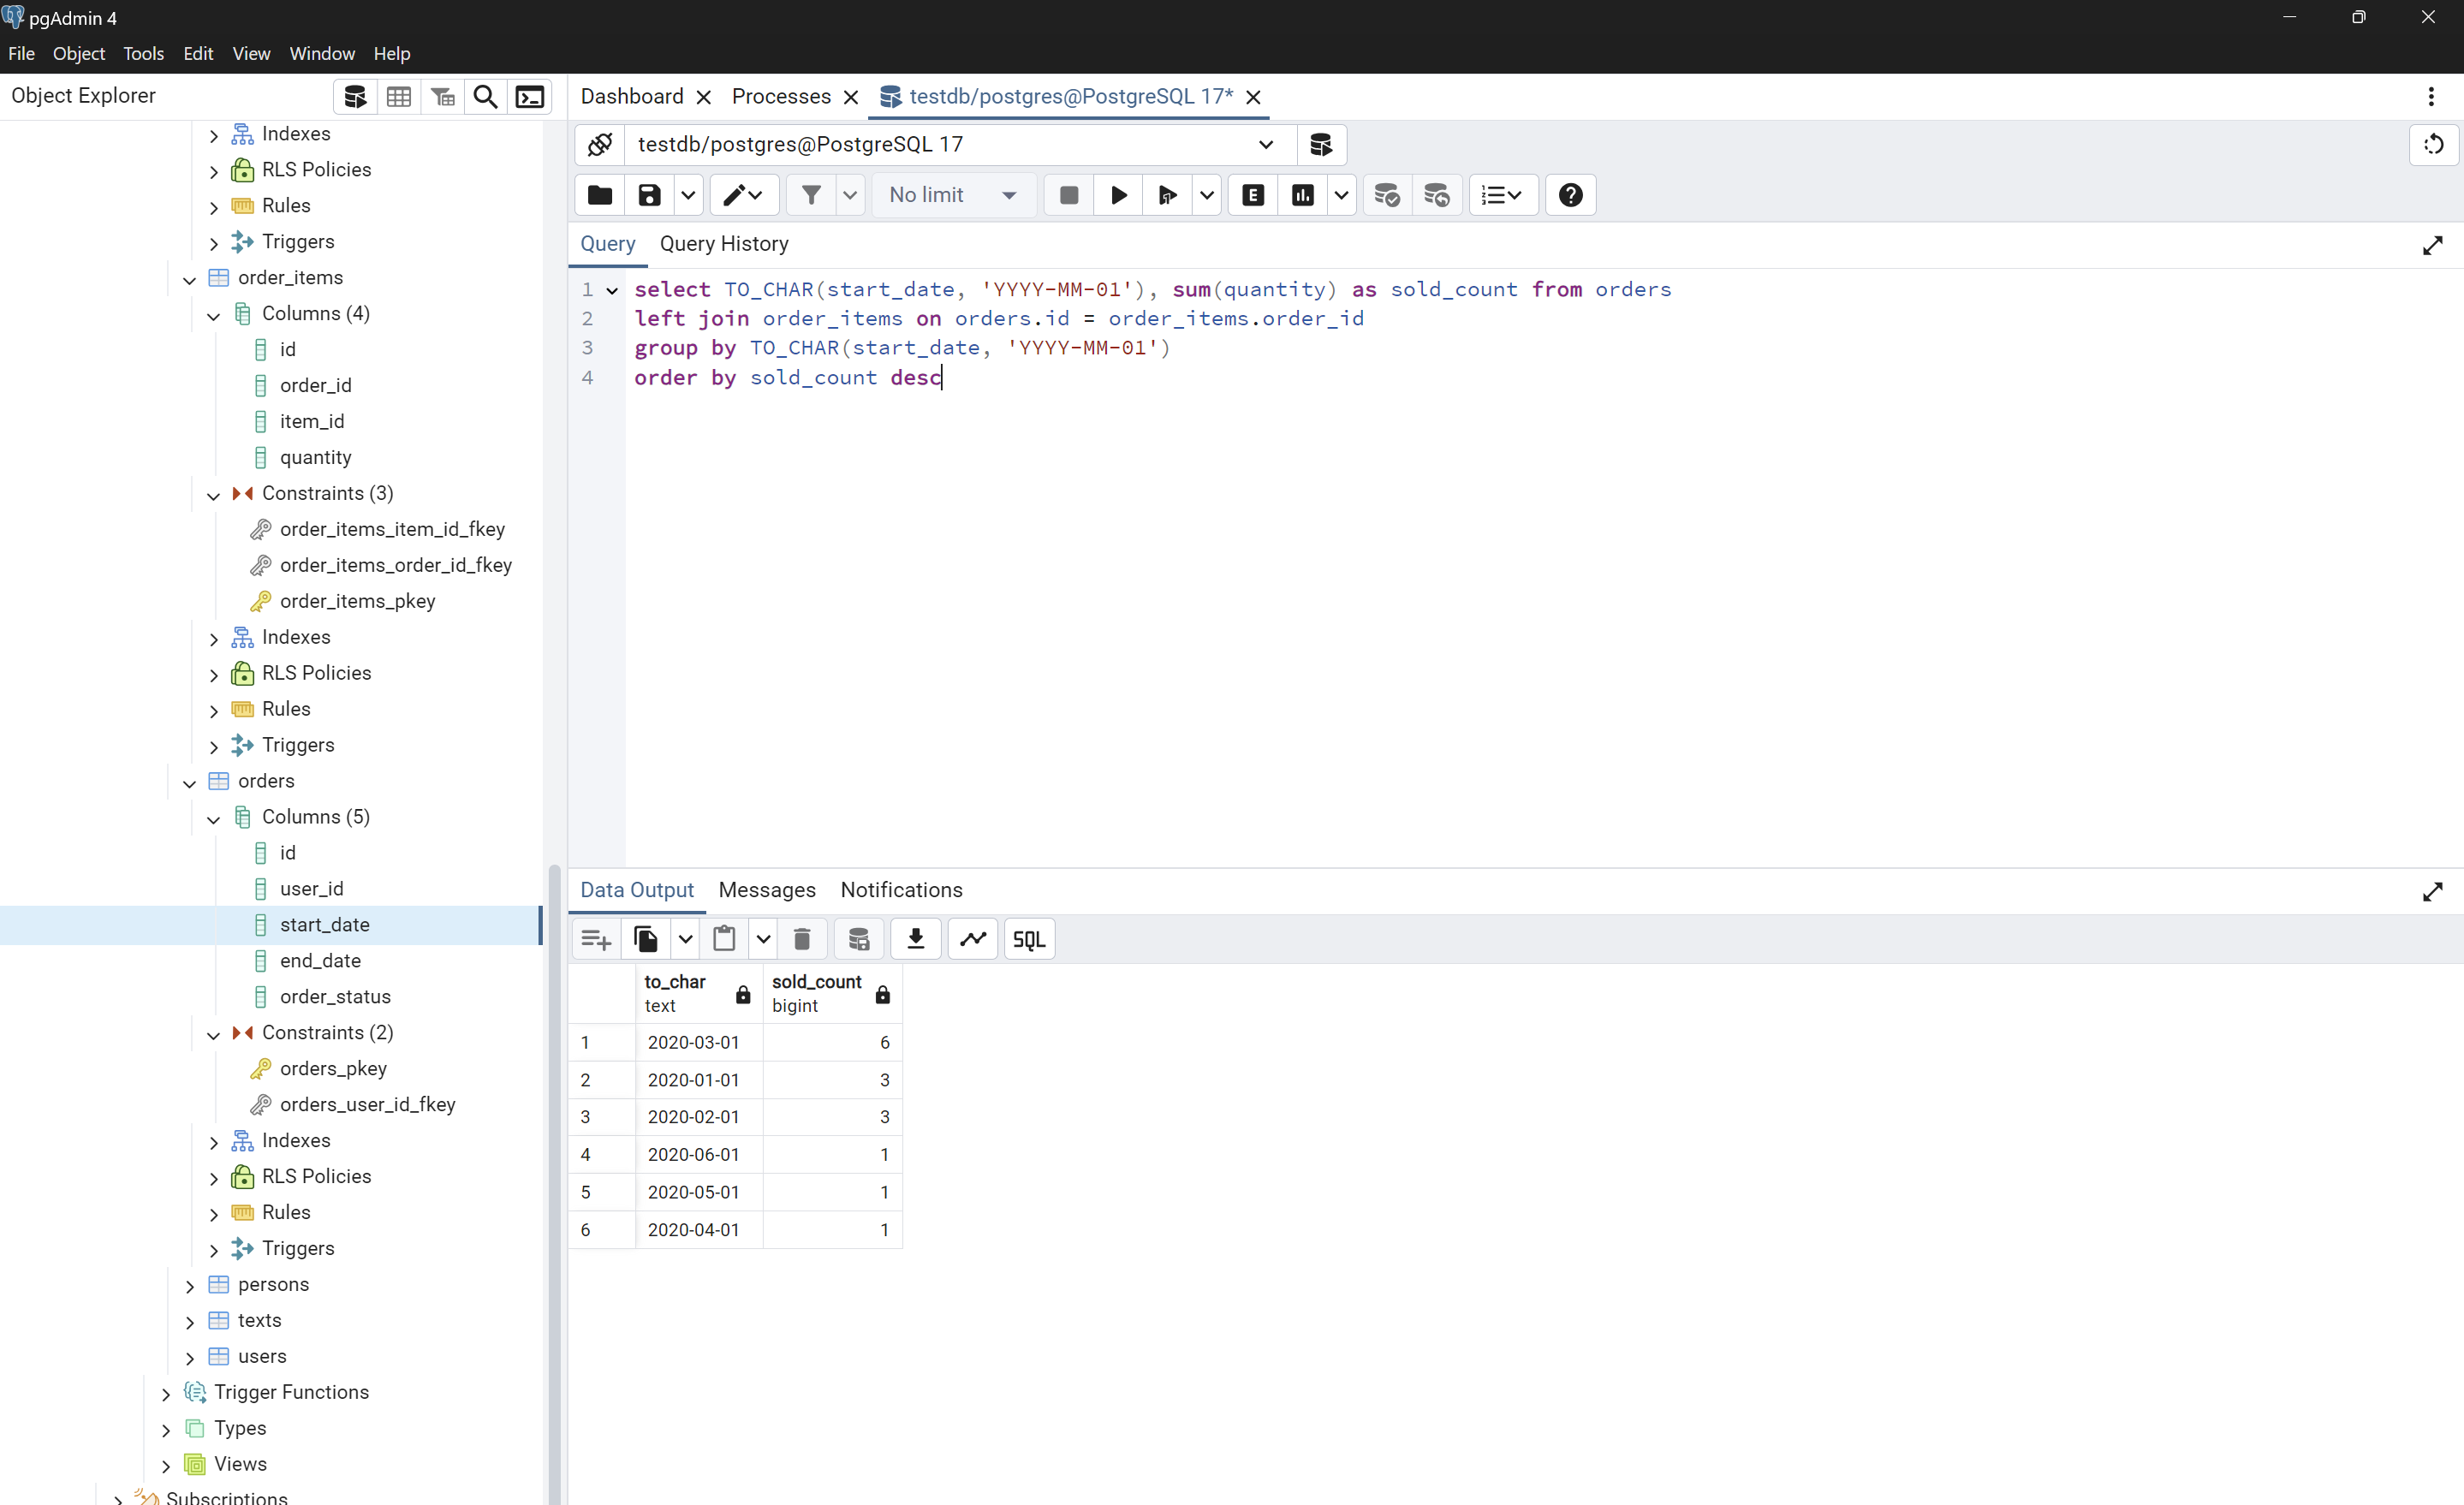 pgAdmin 4
File Object Tools Edit View Window Help
Object Explorer
Dashboard Processes testdb/postgres@PostgreSQL 17*
testdb/postgres@PostgreSQL 17
No limit
E
Query Query History
1 select TO_CHAR(start_date, 'YYYY-MM-01'), sum(quantity) as sold_count from orders
2 left join order_items on orders.id = order_items.order_id
3 group by TO_CHAR(start_date, 'YYYY-MM-01')
4 order by sold_count desc
Indexes
RLS Policies
Rules
Triggers
order_items
Columns (4)
id
order_id
item_id
quantity
Constraints (3)
order_items_item_id_fkey
order_items_order_id_fkey
order_items_pkey
Indexes
RLS Policies
Rules
Triggers
orders
Columns (5)
id
user_id
start_date
end_date
order_status
Constraints (2)
orders_pkey
orders_user_id_fkey
Indexes
RLS Policies
Rules
Triggers
persons
texts
users
Trigger Functions
Types
Views
Subscriptions
Data Output Messages Notifications
SQL
to_char sold_count
text bigint
1 2020-03-01 6
2 2020-01-01 3
3 2020-02-01 3
4 2020-06-01 1
5 2020-05-01 1
6 2020-04-01 1